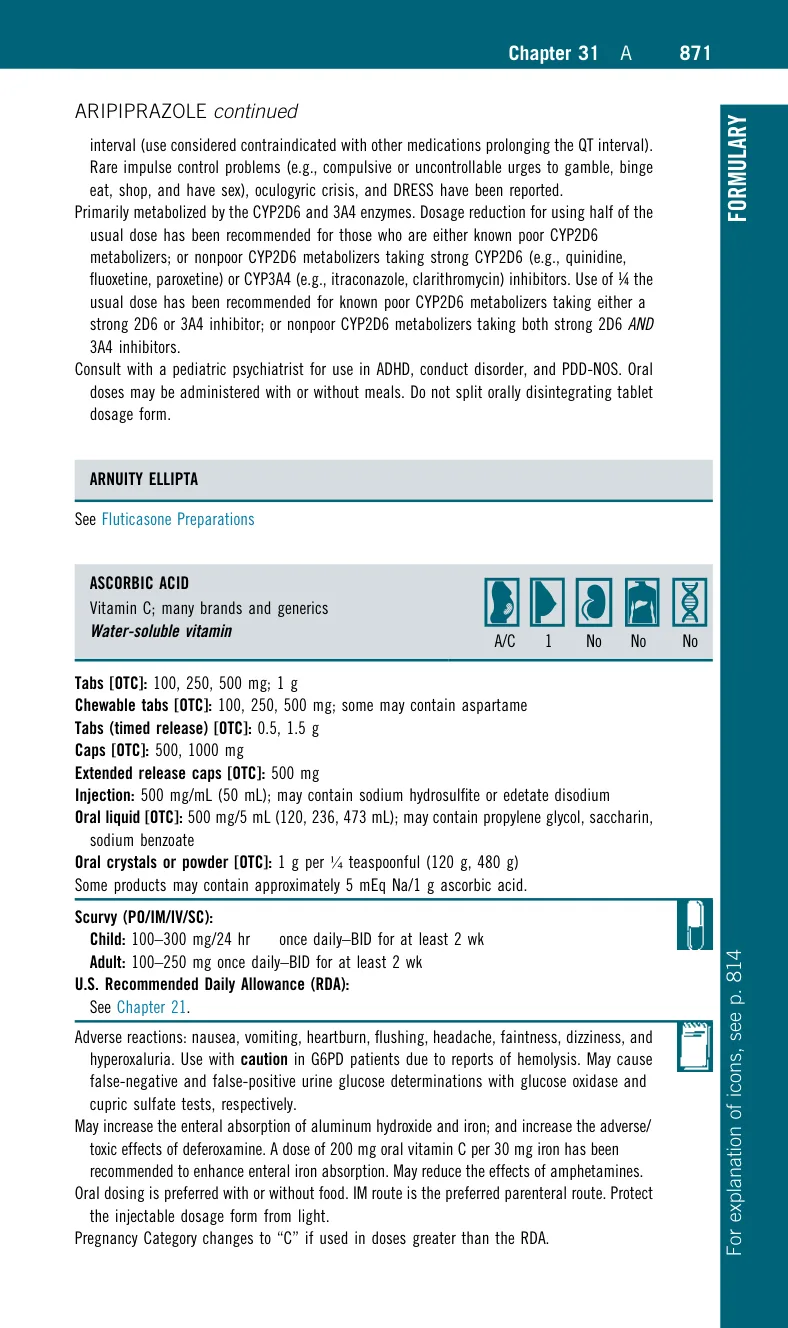 Chapter 31 A 871
ARIPIPRAZOLE continued
interval (use considered contraindicated with other medications prolonging the QT interval).
Rare impulse control problems (e.g., compulsive or uncontrollable urges to gamble, binge
eat, shop, and have sex), oculogyric crisis, and DRESS have been reported.
Primarily metabolized by the CYP2D6 and 3A4 enzymes. Dosage reduction for using half of the
usual dose has been recommended for those who are either known poor CYP2D6
metabolizers; or nonpoor CYP2D6 metabolizers taking strong CYP2D6 (e.g., quinidine,
fluoxetine, paroxetine) or CYP3A4 (e.g., itraconazole, clarithromycin) inhibitors. Use of ¼ the
usual dose has been recommended for known poor CYP2D6 metabolizers taking either a
strong 2D6 or 3A4 inhibitor; or nonpoor CYP2D6 metabolizers taking both strong 2D6 AND
3A4 inhibitors.
Consult with a pediatric psychiatrist for use in ADHD, conduct disorder, and PDD-NOS. Oral
doses may be administered with or without meals. Do not split orally disintegrating tablet
dosage form.
ARNUITY ELLIPTA
See Fluticasone Preparations
ASCORBIC ACID
Vitamin C; many brands and generics
Water-soluble vitamin
A/C 1 No No No
Tabs [OTC]: 100, 250, 500 mg; 1 g
Chewable tabs [OTC]: 100, 250, 500 mg; some may contain aspartame
Tabs (timed release) [OTC]: 0.5, 1.5 g
Caps [OTC]: 500, 1000 mg
Extended release caps [OTC]: 500 mg
Injection: 500 mg/mL (50 mL); may contain sodium hydrosulfite or edetate disodium
Oral liquid [OTC]: 500 mg/5 mL (120, 236, 473 mL); may contain propylene glycol, saccharin,
sodium benzoate
Oral crystals or powder [OTC]: 1 g per ¼ teaspoonful (120 g, 480 g)
Some products may contain approximately 5 mEq Na/1 g ascorbic acid.
Scurvy (PO/IM/IV/SC):
Child: 100–300 mg/24 hr once daily–BID for at least 2 wk
Adult: 100–250 mg once daily–BID for at least 2 wk
U.S. Recommended Daily Allowance (RDA):
See Chapter 21.
Adverse reactions: nausea, vomiting, heartburn, flushing, headache, faintness, dizziness, and
hyperoxaluria. Use with caution in G6PD patients due to reports of hemolysis. May cause
false-negative and false-positive urine glucose determinations with glucose oxidase and
cupric sulfate tests, respectively.
May increase the enteral absorption of aluminum hydroxide and iron; and increase the adverse/
toxic effects of deferoxamine. A dose of 200 mg oral vitamin C per 30 mg iron has been
recommended to enhance enteral iron absorption. May reduce the effects of amphetamines.
Oral dosing is preferred with or without food. IM route is the preferred parenteral route. Protect
the injectable dosage form from light.
Pregnancy Category changes to “C” if used in doses greater than the RDA.
FORMULARY
For explanation of icons, see p. 814